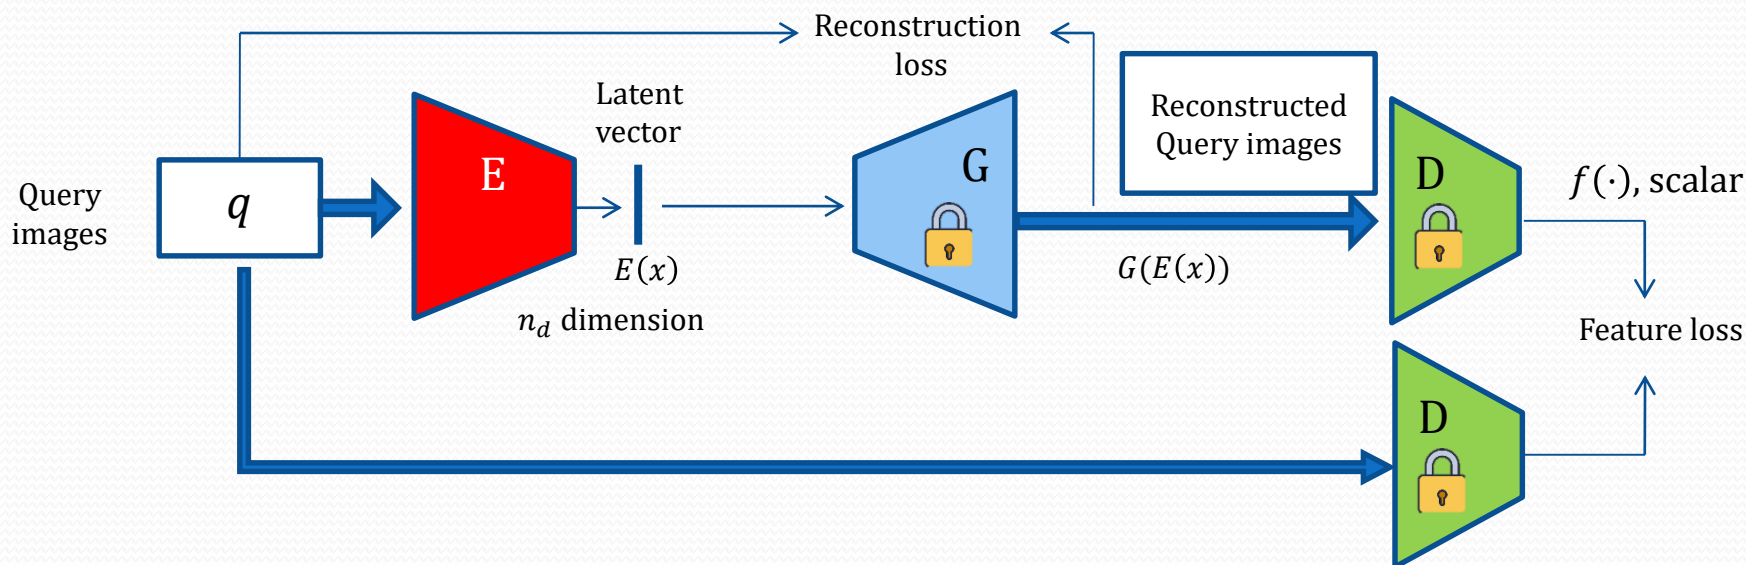 Reconstruction
loss
Latent
vector
Reconstructed
Query images
E
G
D
f(·), scalar
Query
images
q
E(x)
G(E(x))
n_d dimension
Feature loss
D